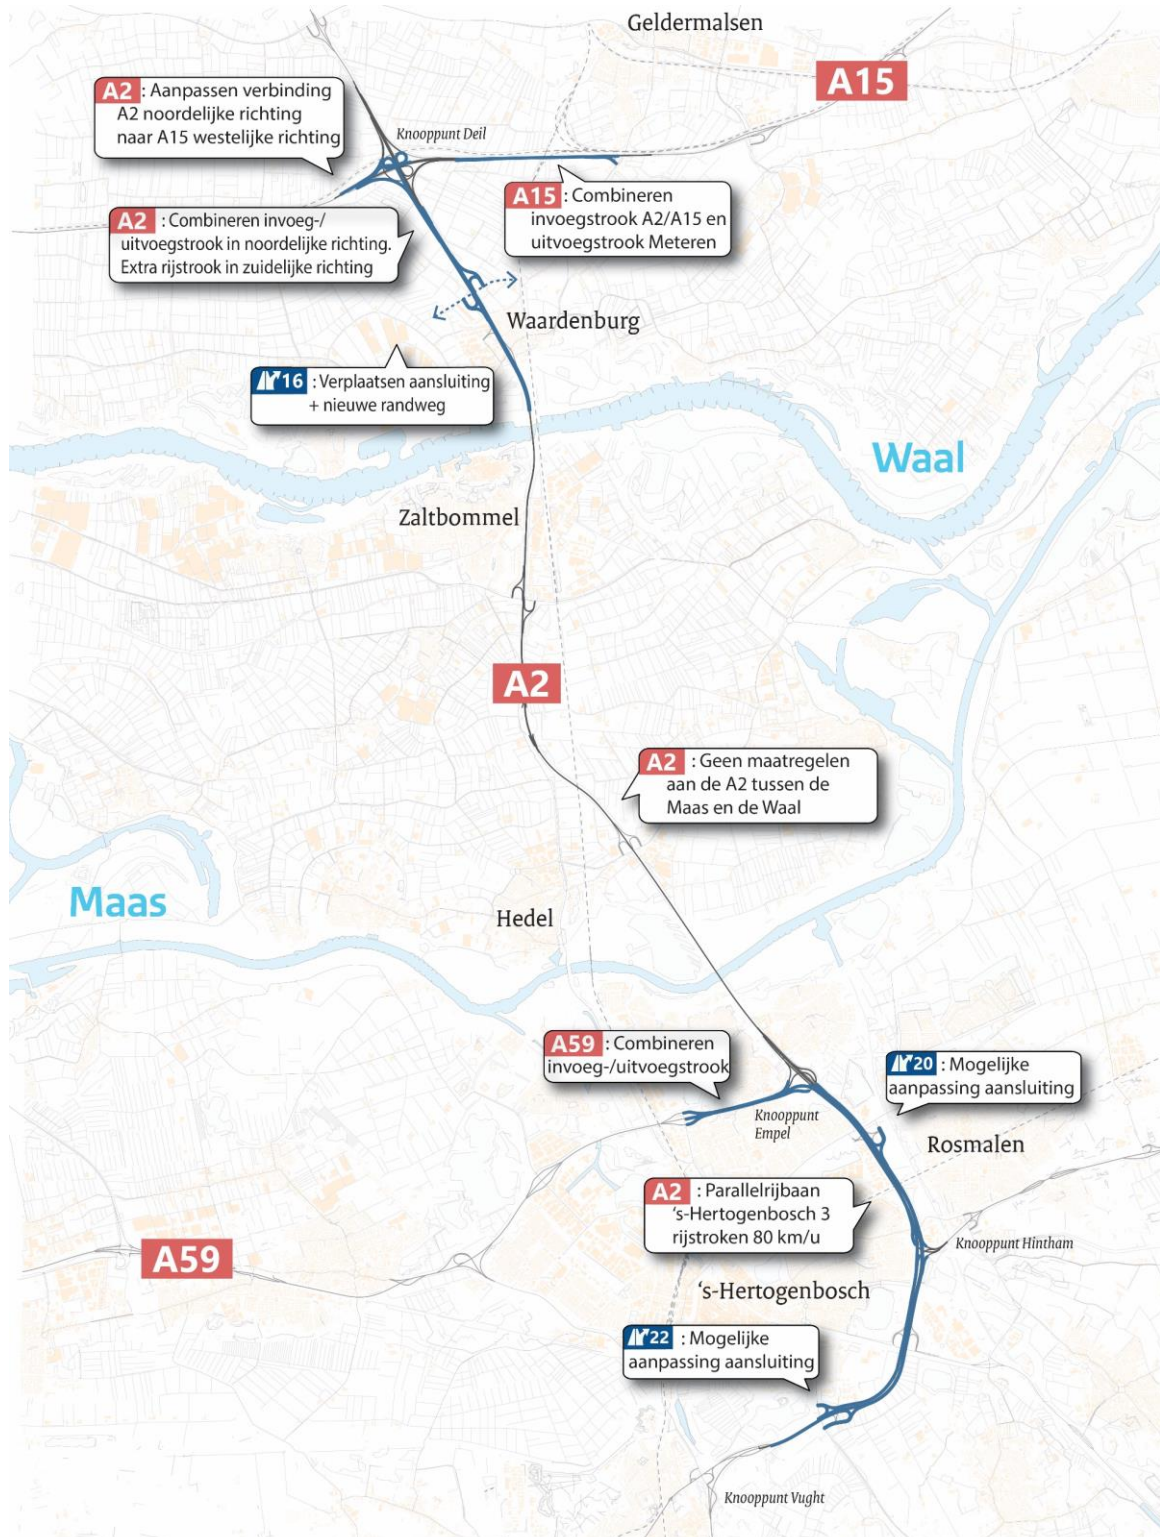 Geldermalsen
A15
A2 : Aanpassen verbinding
A2 noordelijke richting
naar A15 westelijke richting
Knooppunt Deil
A15 : Combineren
invoegstrook A2/A15 en
uitvoegstrook Meteren
A2 : Combineren invoeg-/
uitvoegstrook in noordelijke richting.
Extra rijstrook in zuidelijke richting
Waardenburg
16 : Verplaatsen aansluiting
+ nieuwe randweg
Waal
Zaltbommel
A2
A2 : Geen maatregelen
aan de A2 tussen de
Maas en de Waal
Maas
Hedel
A59 : Combineren
invoeg-/uitvoegstrook
20 : Mogelijke
aanpassing aansluiting
Knooppunt
Empel
Rosmalen
A2 : Parallelrijbaan
‘s-Hertogenbosch 3
rijstroken 80 km/u
Knooppunt Hintham
A59
‘s-Hertogenbosch
22 : Mogelijke
aanpassing aansluiting
Knooppunt Vught